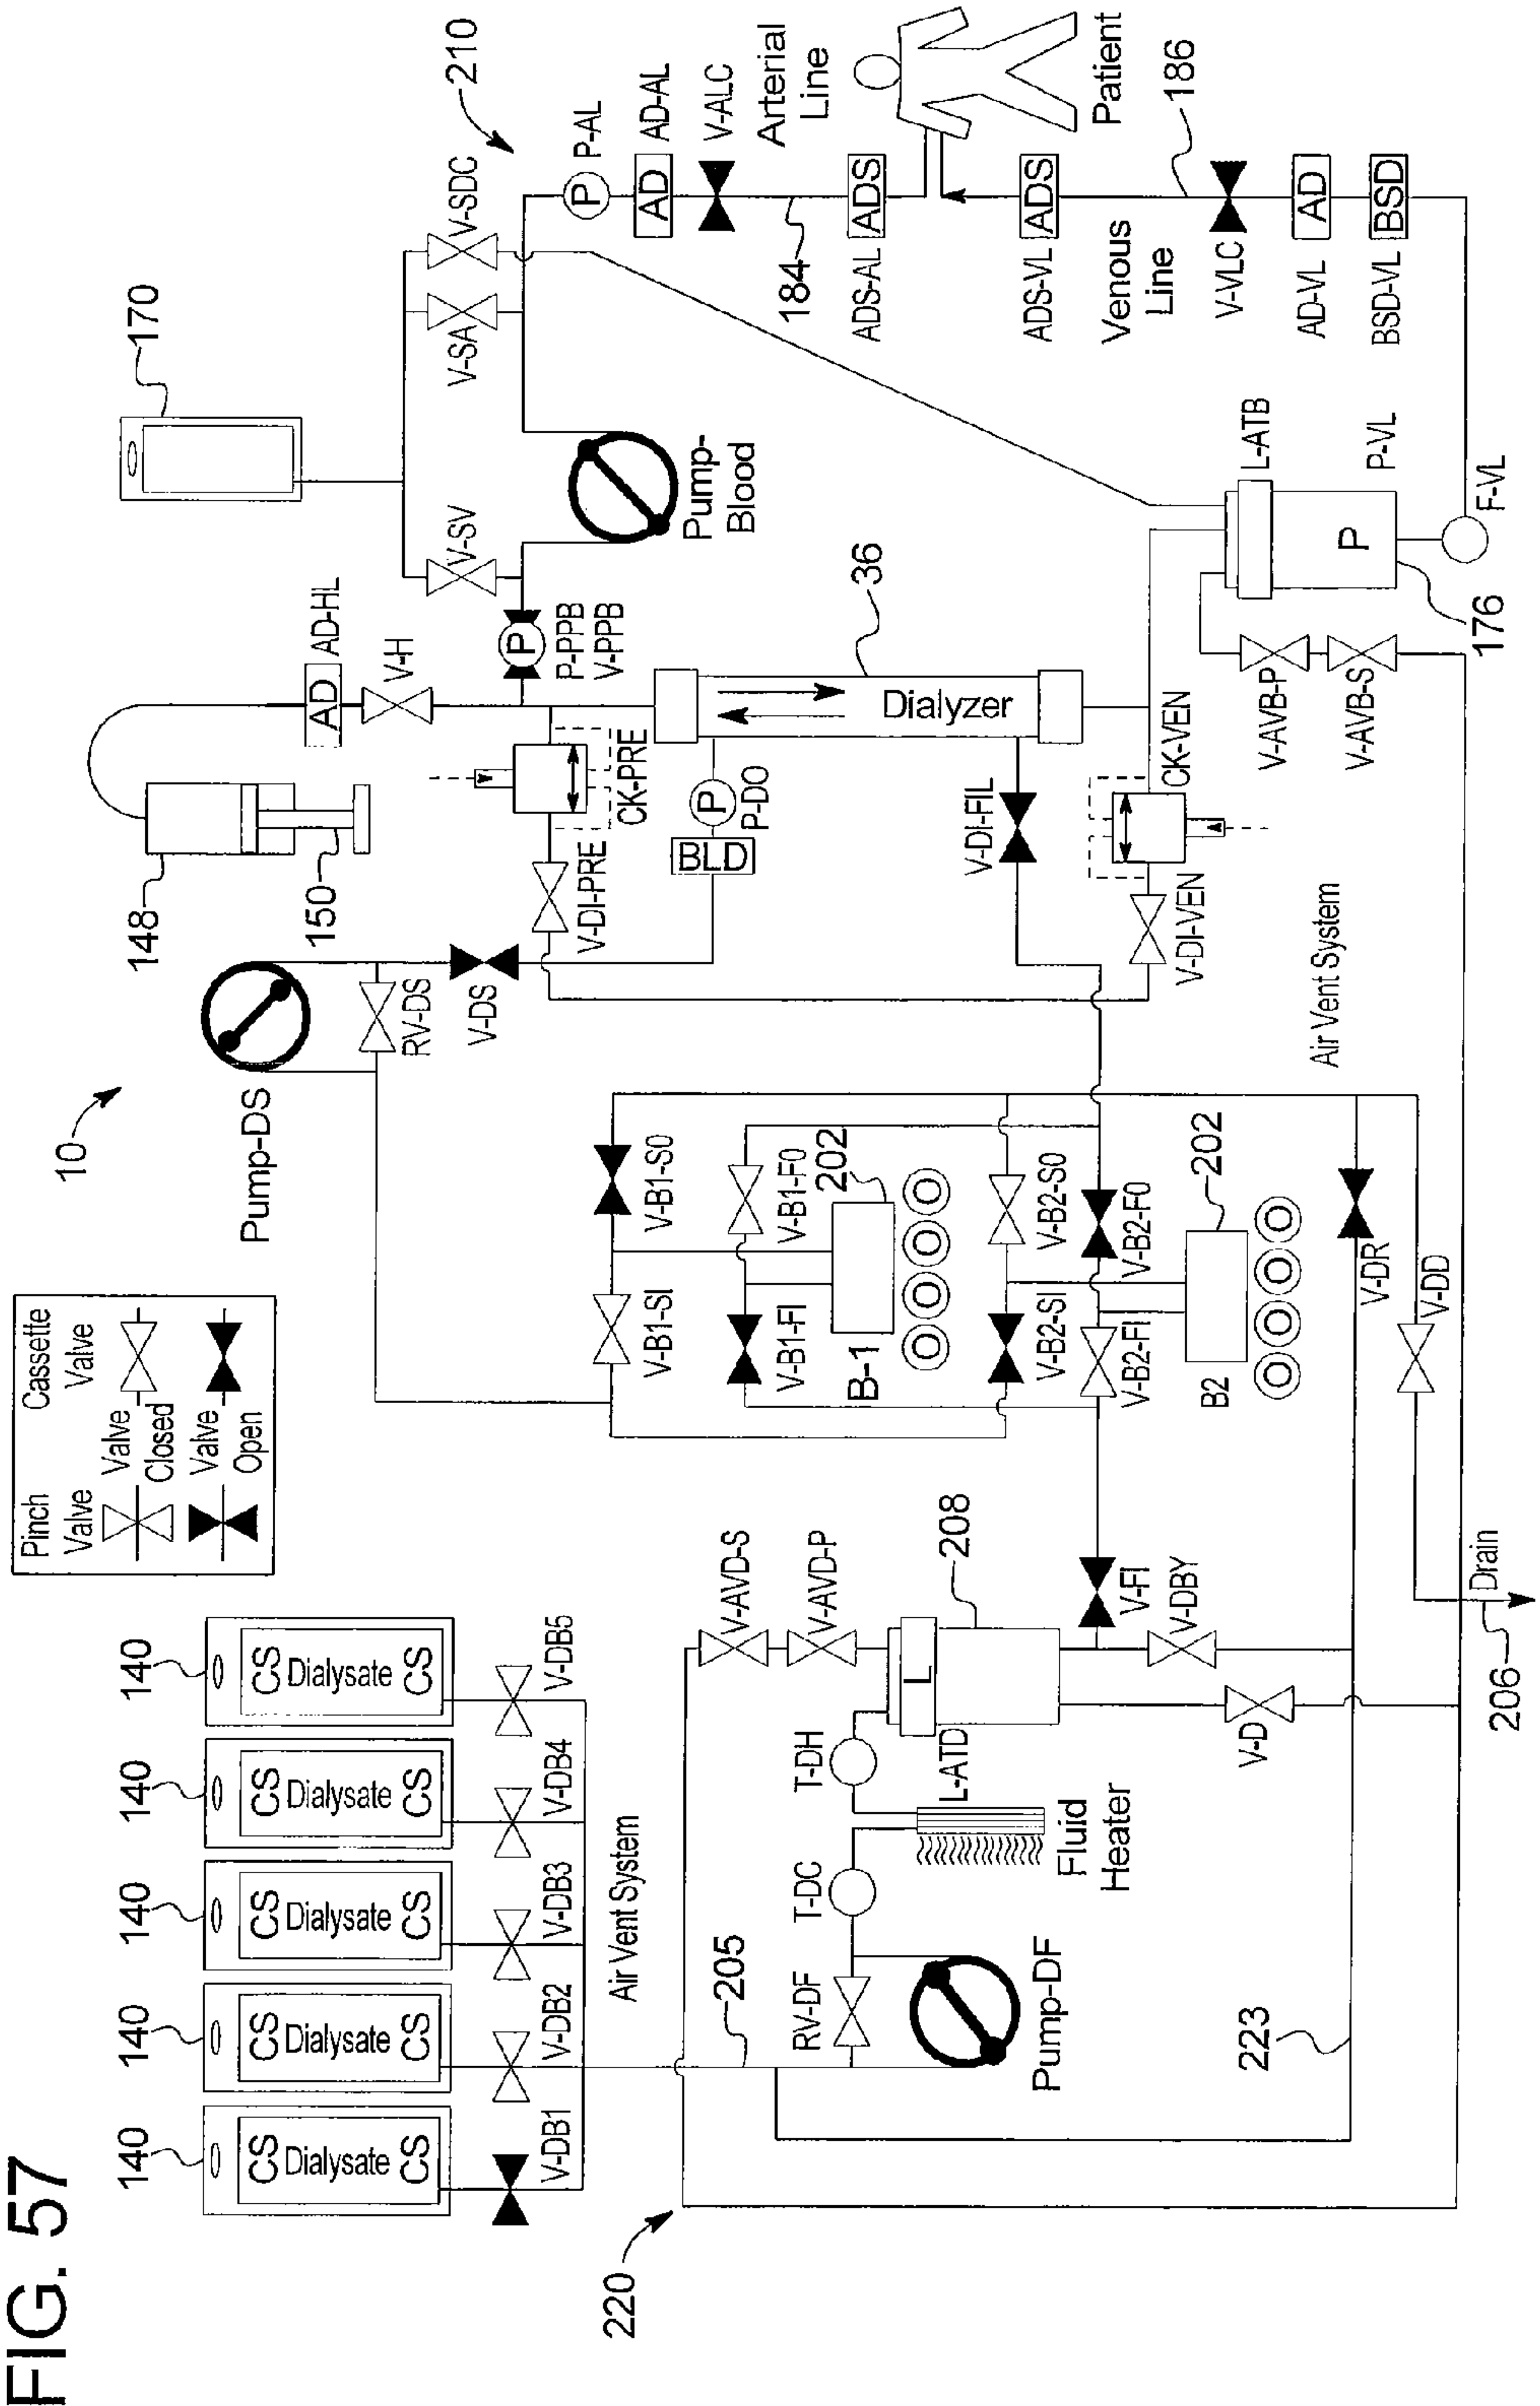 FIG. 57
Pinch Valve
Cassette Valve
Valve Closed
Valve Open
10
140
140
140
140
140
CS Dialysate CS
CS Dialysate CS
CS Dialysate CS
CS Dialysate CS
CS Dialysate CS
V-DB1
V-DB2
V-DB3
V-DB4
V-DB5
Air Vent System
220
205
RV-DF
Pump-DF
T-DC
T-DH
Fluid
Heater
L-ATD
L
208
V-AVD-S
V-AVD-P
V-FI
V-DBY
V-D
223
206
Drain
Pump-DS
RV-DS
V-DS
V-B1-SI
V-B1-S0
V-B1-FI
V-B1-F0
B-1
202
O O O O
V-B2-SI
V-B2-S0
V-B2-FI
V-B2-F0
B2
202
O O O O
V-DR
V-DD
Air Vent System
148
150
AD
AD-HL
V-H
V-DI-PRE
CK-PRE
BLD
P
P-DO
V-DI-FIL
V-DI-VEN
CK-VEN
Dialyzer
36
P
P-PPB
V-PPB
V-SV
170
V-SA
V-SDC
210
Pump-
Blood
P
P-AL
AD
AD-AL
V-ALC
Arterial
Line
184
ADS
ADS-AL
Patient
ADS
ADS-VL
Venous
Line
186
V-VLC
AD
AD-VL
BSD
BSD-VL
L-ATB
P
P-VL
F-VL
176
V-AVB-P
V-AVB-S